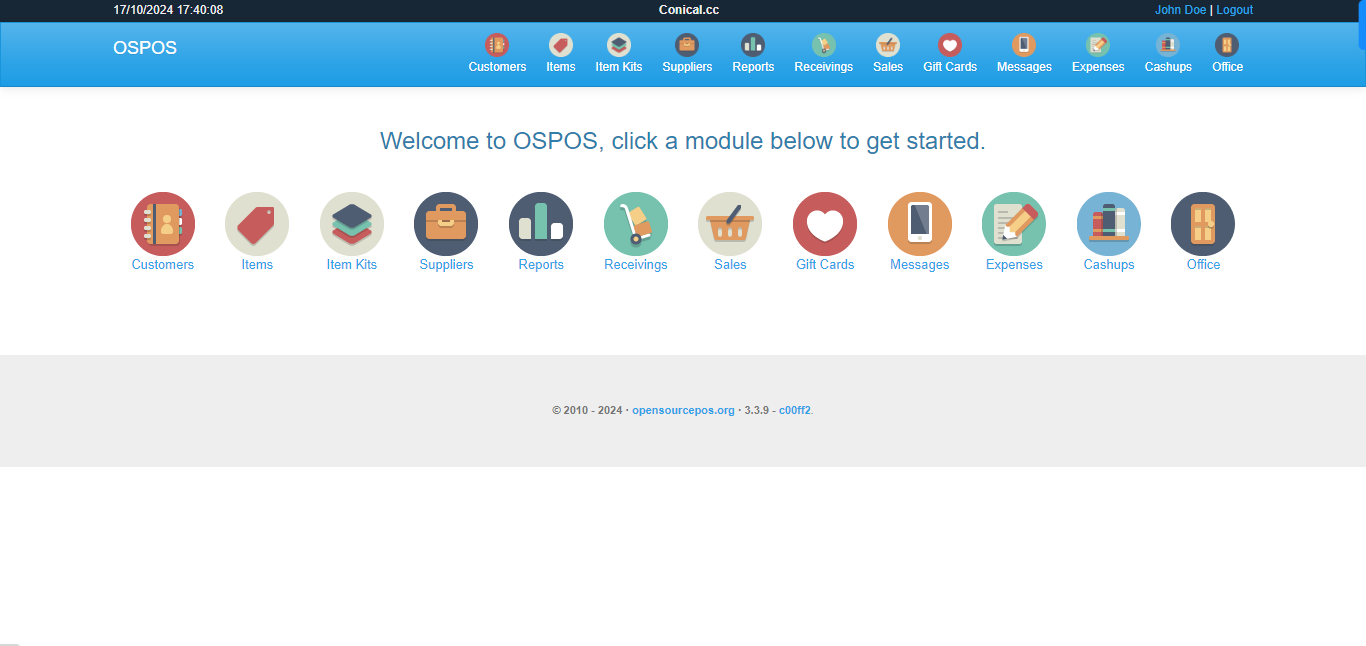 17/10/2024 17:40:08 Conical.cc John Doe | Logout
OSPOS
Customers Items Item Kits Suppliers Reports Receivings Sales Gift Cards Messages Expenses Cashups Office
Welcome to OSPOS, click a module below to get started.
Customers Items Item Kits Suppliers Reports Receivings Sales Gift Cards Messages Expenses Cashups Office
© 2010 - 2024 · opensourcepos.org · 3.3.9 - c00ff2.